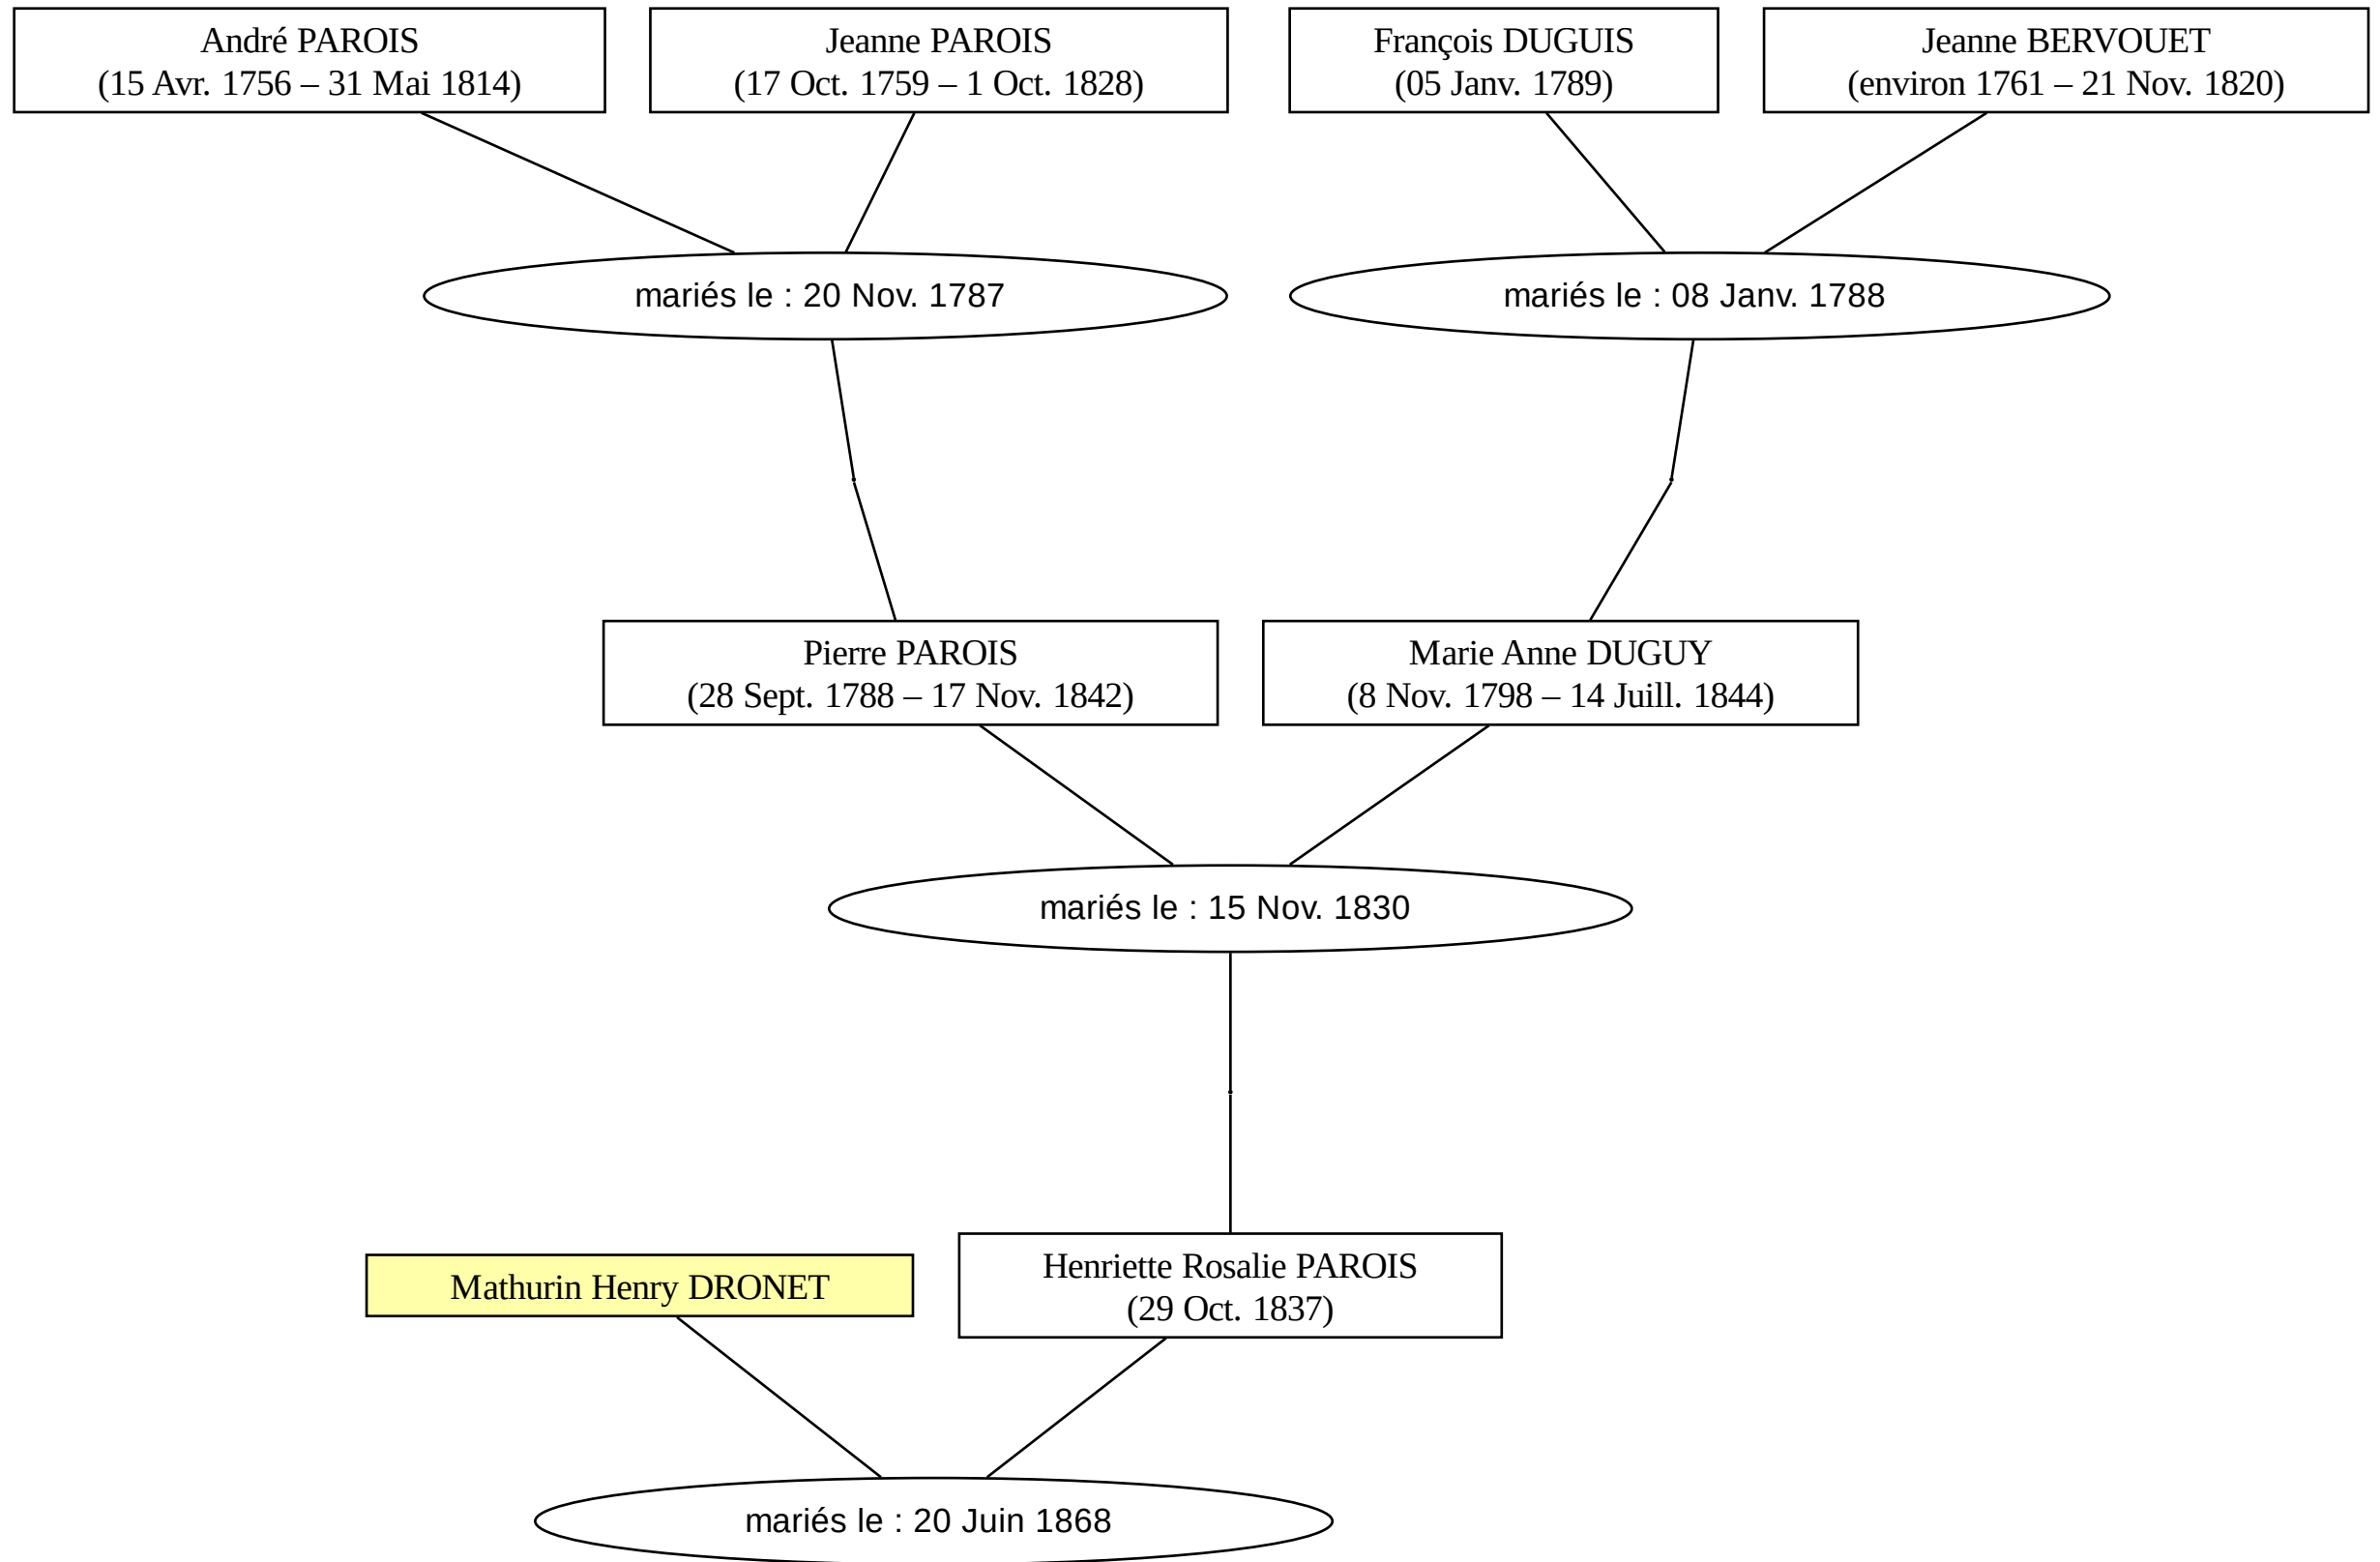 André PAROIS
(15 Avr. 1756 – 31 Mai 1814)
Jeanne PAROIS
(17 Oct. 1759 – 1 Oct. 1828)
François DUGUIS
(05 Janv. 1789)
Jeanne BERVOUET
(environ 1761 – 21 Nov. 1820)
mariés le : 20 Nov. 1787
mariés le : 08 Janv. 1788
Pierre PAROIS
(28 Sept. 1788 – 17 Nov. 1842)
Marie Anne DUGUY
(8 Nov. 1798 – 14 Juill. 1844)
mariés le : 15 Nov. 1830
Mathurin Henry DRONET
Henriette Rosalie PAROIS
(29 Oct. 1837)
mariés le : 20 Juin 1868